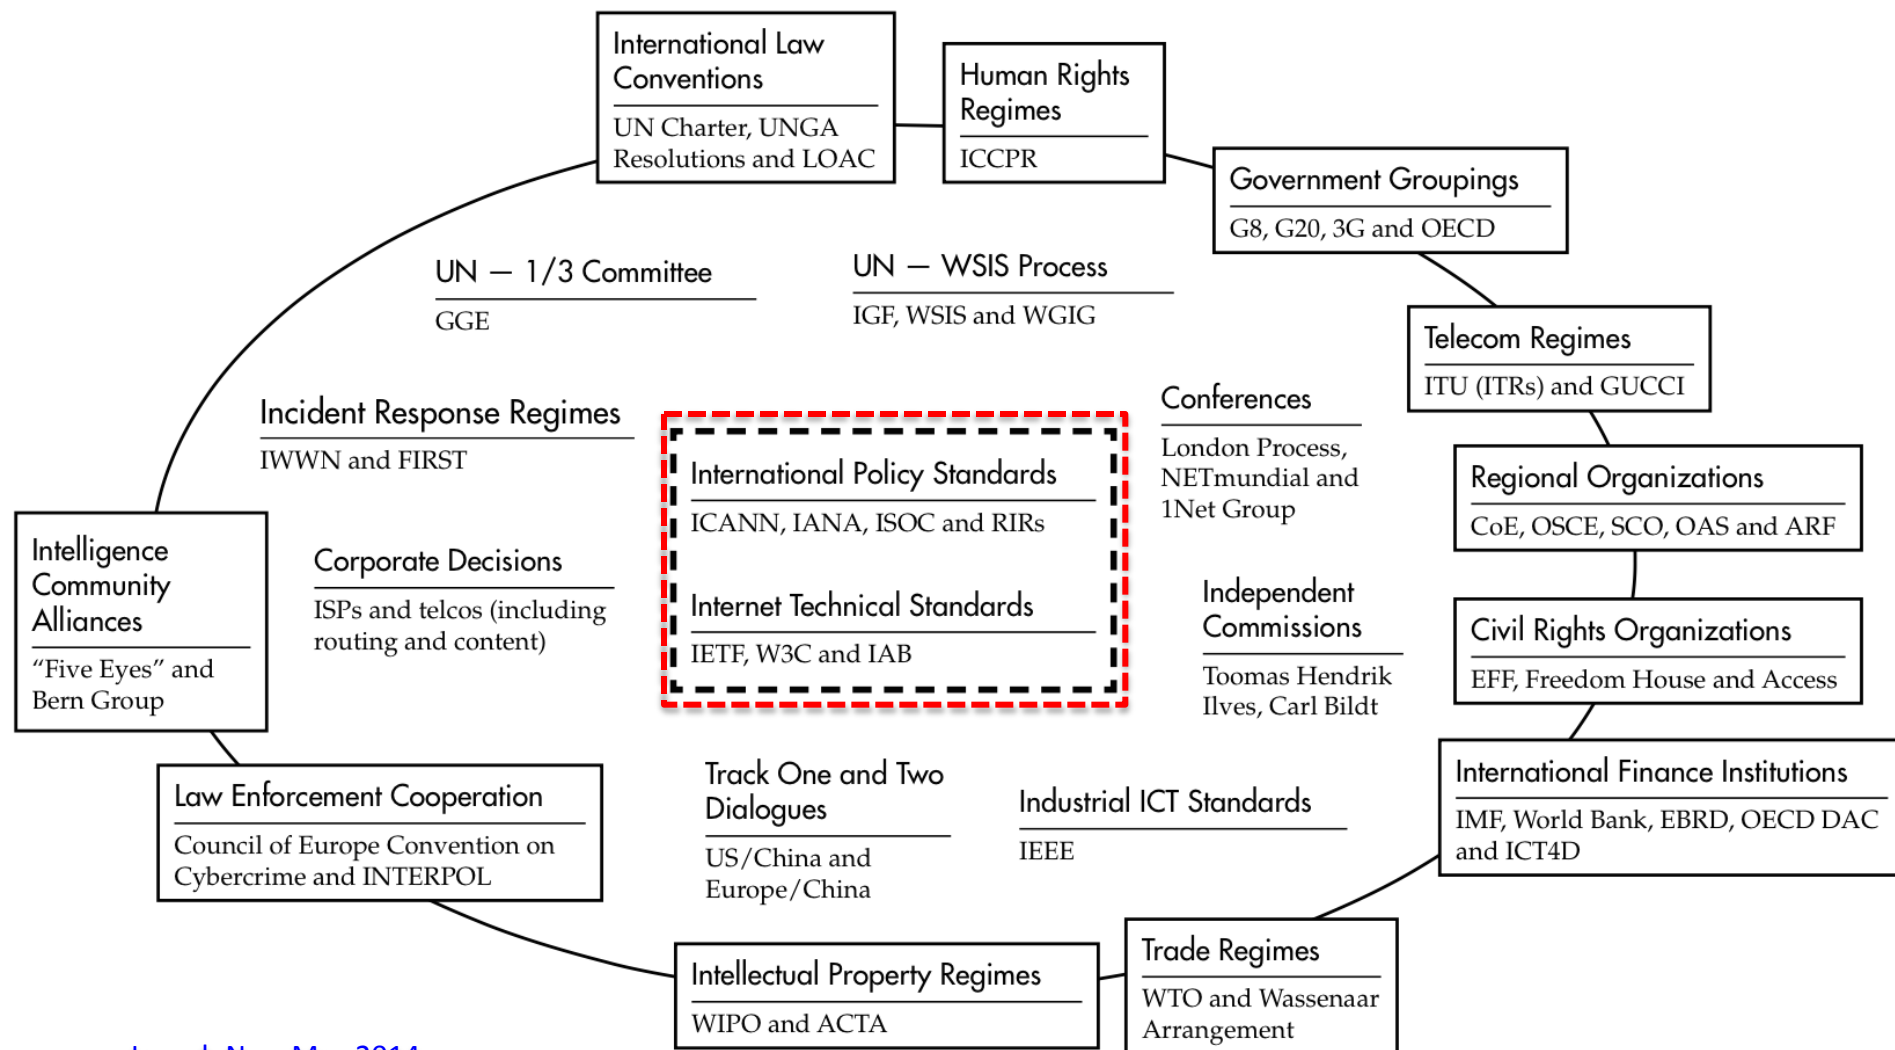 International Law
Conventions
UN Charter, UNGA
Resolutions and LOAC
Human Rights
Regimes
ICCPR
Government Groupings
G8, G20, 3G and OECD
UN — 1/3 Committee
GGE
UN — WSIS Process
IGF, WSIS and WGIG
Telecom Regimes
ITU (ITRs) and GUCCI
Incident Response Regimes
IWWN and FIRST
International Policy Standards
ICANN, IANA, ISOC and RIRs
Internet Technical Standards
IETF, W3C and IAB
Conferences
London Process,
NETmundial and
1Net Group
Regional Organizations
CoE, OSCE, SCO, OAS and ARF
Intelligence
Community
Alliances
“Five Eyes” and
Bern Group
Corporate Decisions
ISPs and telcos (including
routing and content)
Independent
Commissions
Toomas Hendrik
Ilves, Carl Bildt
Civil Rights Organizations
EFF, Freedom House and Access
Law Enforcement Cooperation
Council of Europe Convention on
Cybercrime and INTERPOL
Track One and Two
Dialogues
US/China and
Europe/China
Industrial ICT Standards
IEEE
International Finance Institutions
IMF, World Bank, EBRD, OECD DAC
and ICT4D
Intellectual Property Regimes
WIPO and ACTA
Trade Regimes
WTO and Wassenaar
Arrangement
2014